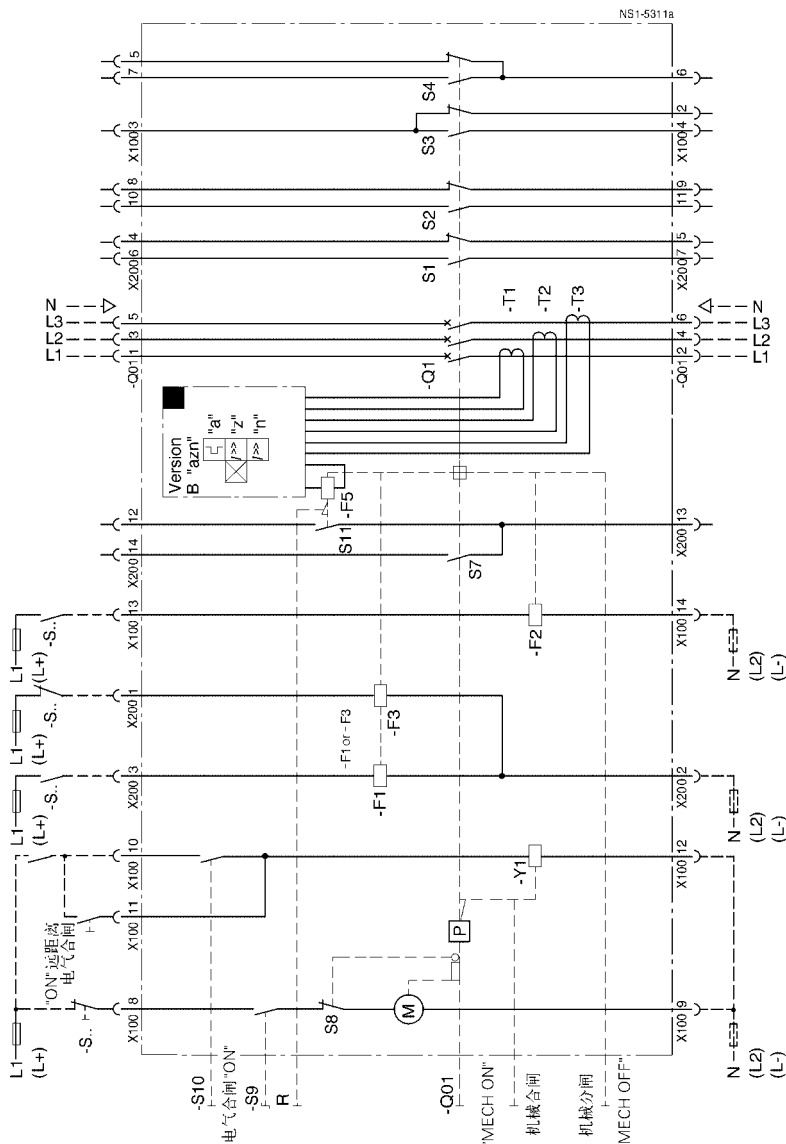 NS1-5311a
L1
(L+)
-S..
"ON"远距离
电气合闸
X100 8
X100 11
X100 10
L1
(L+)
-S..
X200 3
L1
(L+)
X200 1
L1
(L+)
-S..
X100 13
X200 14
12
L1
L2
L3
N
-Q01 1
3
5
X200 6
4
10
8
X100 3
7
5
Version
B "azn"
"a"
"z"
"n"
I>>
I>>
-S10
电气合闸"ON"
-S9
R
S8
M
P
-Y1
-F1
-F1 or -F3
-F3
-F2
S11
-F5
S7
-Q1
-T1
-T2
-T3
S1
S2
S3
S4
-Q01
"MECH ON"
机械合闸
机械分闸
"MECH OFF"
X100 9
X100 12
X200 2
X100 14
X200 13
-Q01 2
4
6
X200 7
5
11
9
X100 4
2
6
N
(L2)
(L-)
N
(L2)
(L-)
N
(L2)
(L-)
L1
L2
L3
N